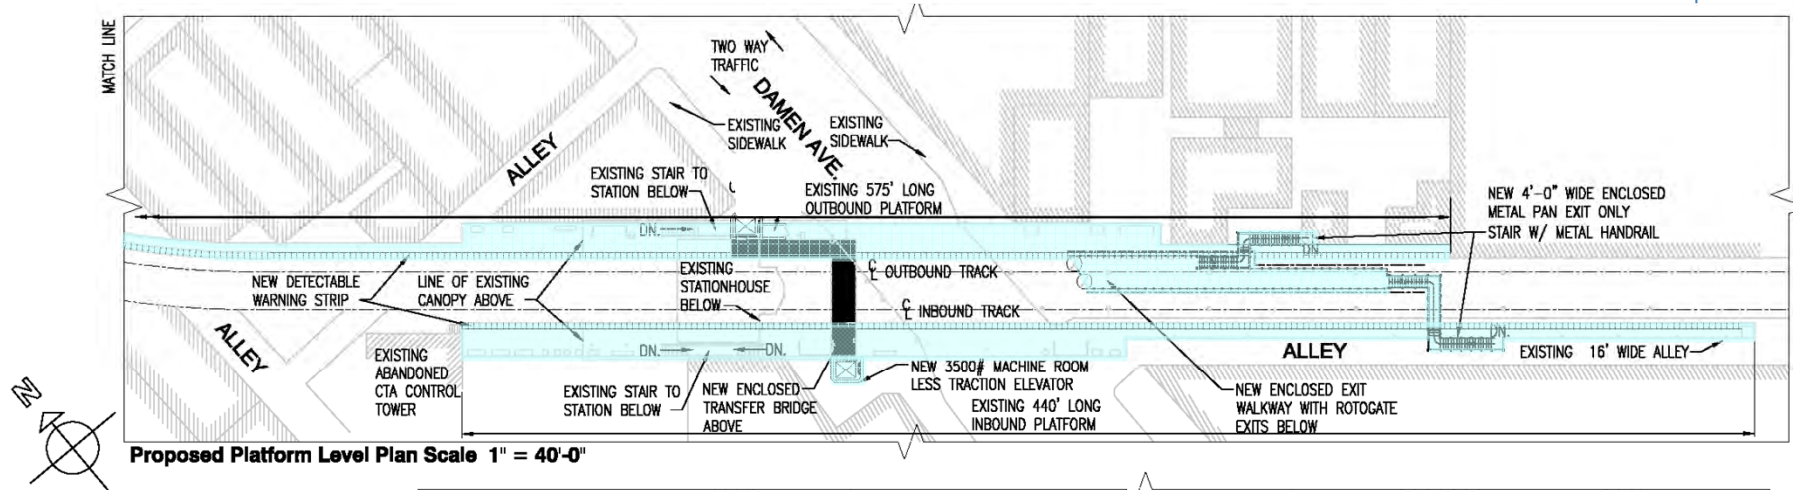 MATCH LINE
TWO WAY
TRAFFIC
DAMEN AVE.
EXISTING
SIDEWALK
EXISTING
SIDEWALK
ALLEY
EXISTING STAIR TO
STATION BELOW
EXISTING 575' LONG
OUTBOUND PLATFORM
NEW 4'-0" WIDE ENCLOSED
METAL PAN EXIT ONLY
STAIR W/ METAL HANDRAIL
DN.
DN.
NEW DETECTABLE
WARNING STRIP
LINE OF EXISTING
CANOPY ABOVE
EXISTING
STATIONHOUSE
BELOW
CL OUTBOUND TRACK
CL INBOUND TRACK
ALLEY
EXISTING
ABANDONED
CTA CONTROL
TOWER
DN.
DN.
DN.
EXISTING STAIR TO
STATION BELOW
NEW ENCLOSED
TRANSFER BRIDGE
ABOVE
NEW 3500# MACHINE ROOM
LESS TRACTION ELEVATOR
EXISTING 440' LONG
INBOUND PLATFORM
ALLEY
NEW ENCLOSED EXIT
WALKWAY WITH ROTOGATE
EXITS BELOW
EXISTING 16' WIDE ALLEY
N
Proposed Platform Level Plan Scale 1" = 40'-0"